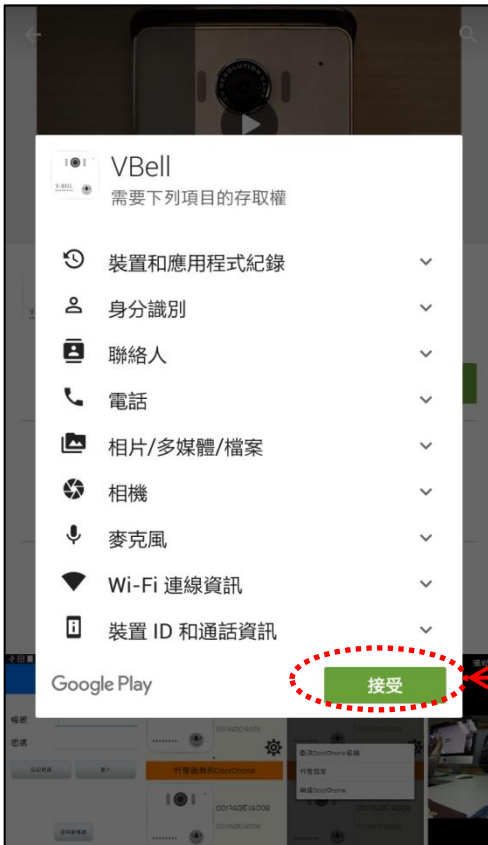 VBell
需要下列項目的存取權
裝置和應用程式紀錄
身分識別
聯絡人
電話
相片/多媒體/檔案
相機
麥克風
Wi-Fi 連線資訊
裝置 ID 和通話資訊
Google Play
接受